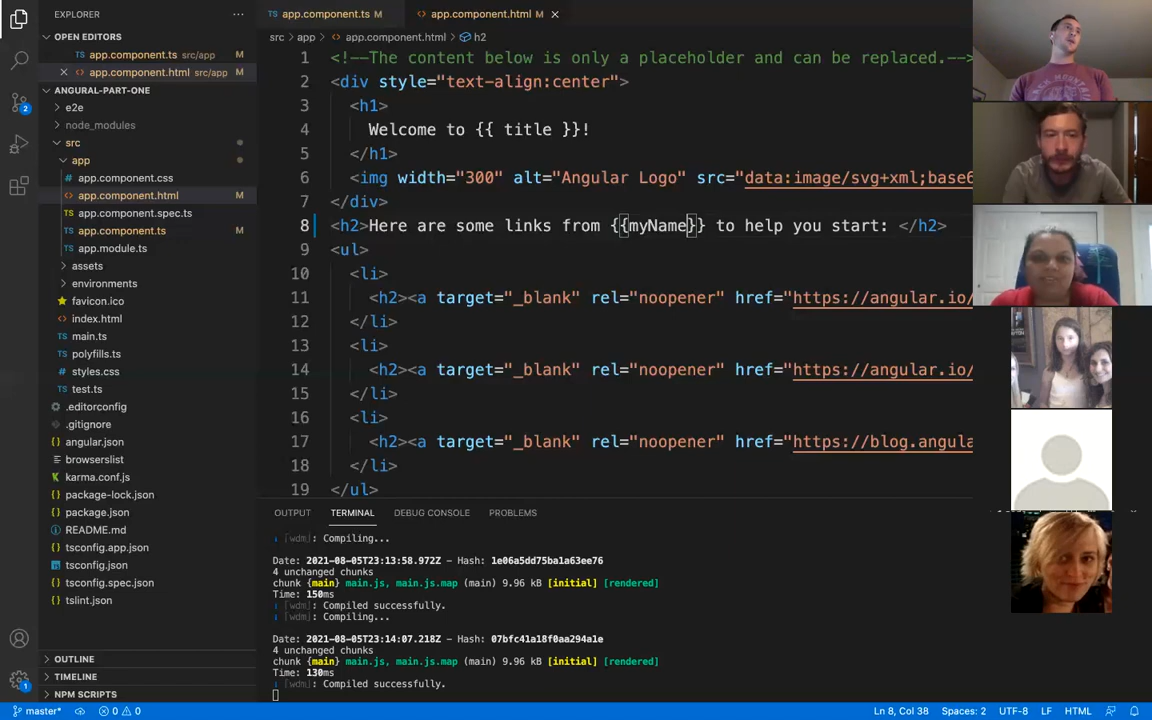 EXPLORER
OPEN EDITORS
TS app.component.ts src/app M
app.component.html src/app M
ANGURAL-PART-ONE
e2e
node_modules
src
app
# app.component.css
<> app.component.html M
TS app.component.spec.ts
TS app.component.ts M
TS app.module.ts
assets
environments
favicon.ico
<> index.html
TS main.ts
TS polyfills.ts
# styles.css
TS test.ts
.editorconfig
.gitignore
angular.json
browserslist
karma.conf.js
package-lock.json
package.json
README.md
tsconfig.app.json
tsconfig.json
tsconfig.spec.json
tslint.json
OUTLINE
TIMELINE
NPM SCRIPTS
2
1
TS app.component.ts M
<> app.component.html M
src > app > <> app.component.html > h2
1 <!--The content below is only a placeholder and can be replaced.-->
2 <div style="text-align:center">
3 <h1>
4 Welcome to {{ title }}!
5 </h1>
6 <img width="300" alt="Angular Logo" src="data:image/svg+xml;base6
7 </div>
8 <h2>Here are some links from {{myName}} to help you start: </h2>
9 <ul>
10 <li>
11 <h2><a target="_blank" rel="noopener" href="https://angular.io/
12 </li>
13 <li>
14 <h2><a target="_blank" rel="noopener" href="https://angular.io/
15 </li>
16 <li>
17 <h2><a target="_blank" rel="noopener" href="https://blog.angula
18 </li>
19 </ul>
OUTPUT TERMINAL DEBUG CONSOLE PROBLEMS
i ｢wdm｣: Compiling...
Date: 2021-08-05T23:13:58.972Z - Hash: 1e06a5dd75ba1a63ee76
4 unchanged chunks
chunk {main} main.js, main.js.map (main) 9.96 kB [initial] [rendered]
Time: 150ms
i ｢wdm｣: Compiled successfully.
i ｢wdm｣: Compiling...
Date: 2021-08-05T23:14:07.218Z - Hash: 07bfc41a18f0aa294a1e
4 unchanged chunks
chunk {main} main.js, main.js.map (main) 9.96 kB [initial] [rendered]
Time: 130ms
i ｢wdm｣: Compiled successfully.
master* 0 0 Ln 8, Col 38 Spaces: 2 UTF-8 LF HTML